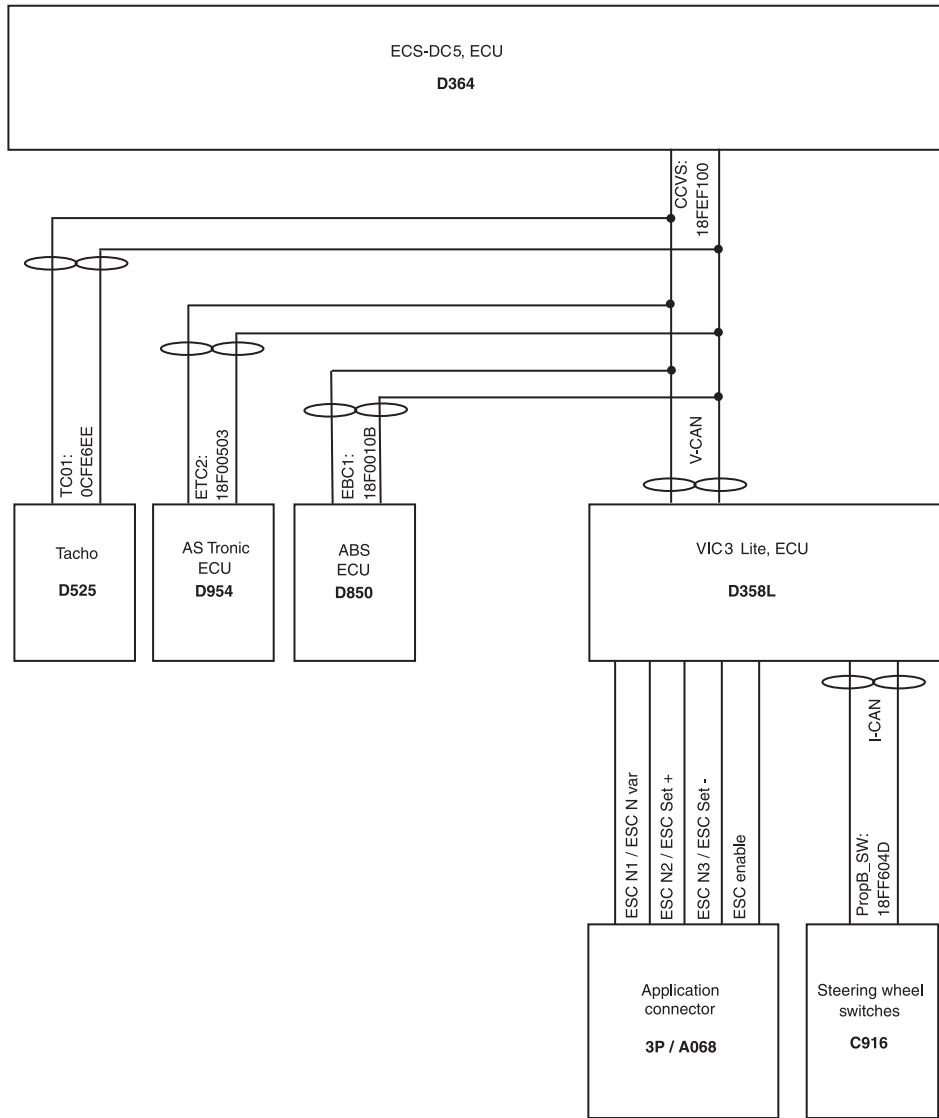 ECS-DC5, ECU
D364
CCVS:
18FEF100
TC01:
0CFE6EE
ETC2:
18F00503
EBC1:
18F0010B
V-CAN
Tacho
D525
AS Tronic
ECU
D954
ABS
ECU
D850
VIC3 Lite, ECU
D358L
ESC N1 / ESC N var
ESC N2 / ESC Set +
ESC N3 / ESC Set -
ESC enable
I-CAN
PropB_SW:
18FF604D
Application
connector
3P / A068
Steering wheel
switches
C916